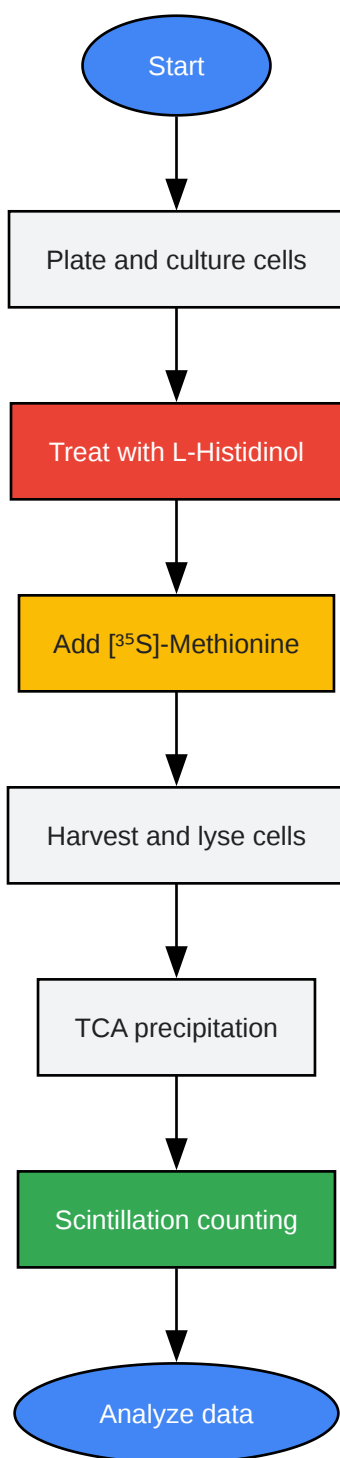 Start
Plate and culture cells
Treat with L-Histidinol
Add [³⁵S]-Methionine
Harvest and lyse cells
TCA precipitation
Scintillation counting
Analyze data